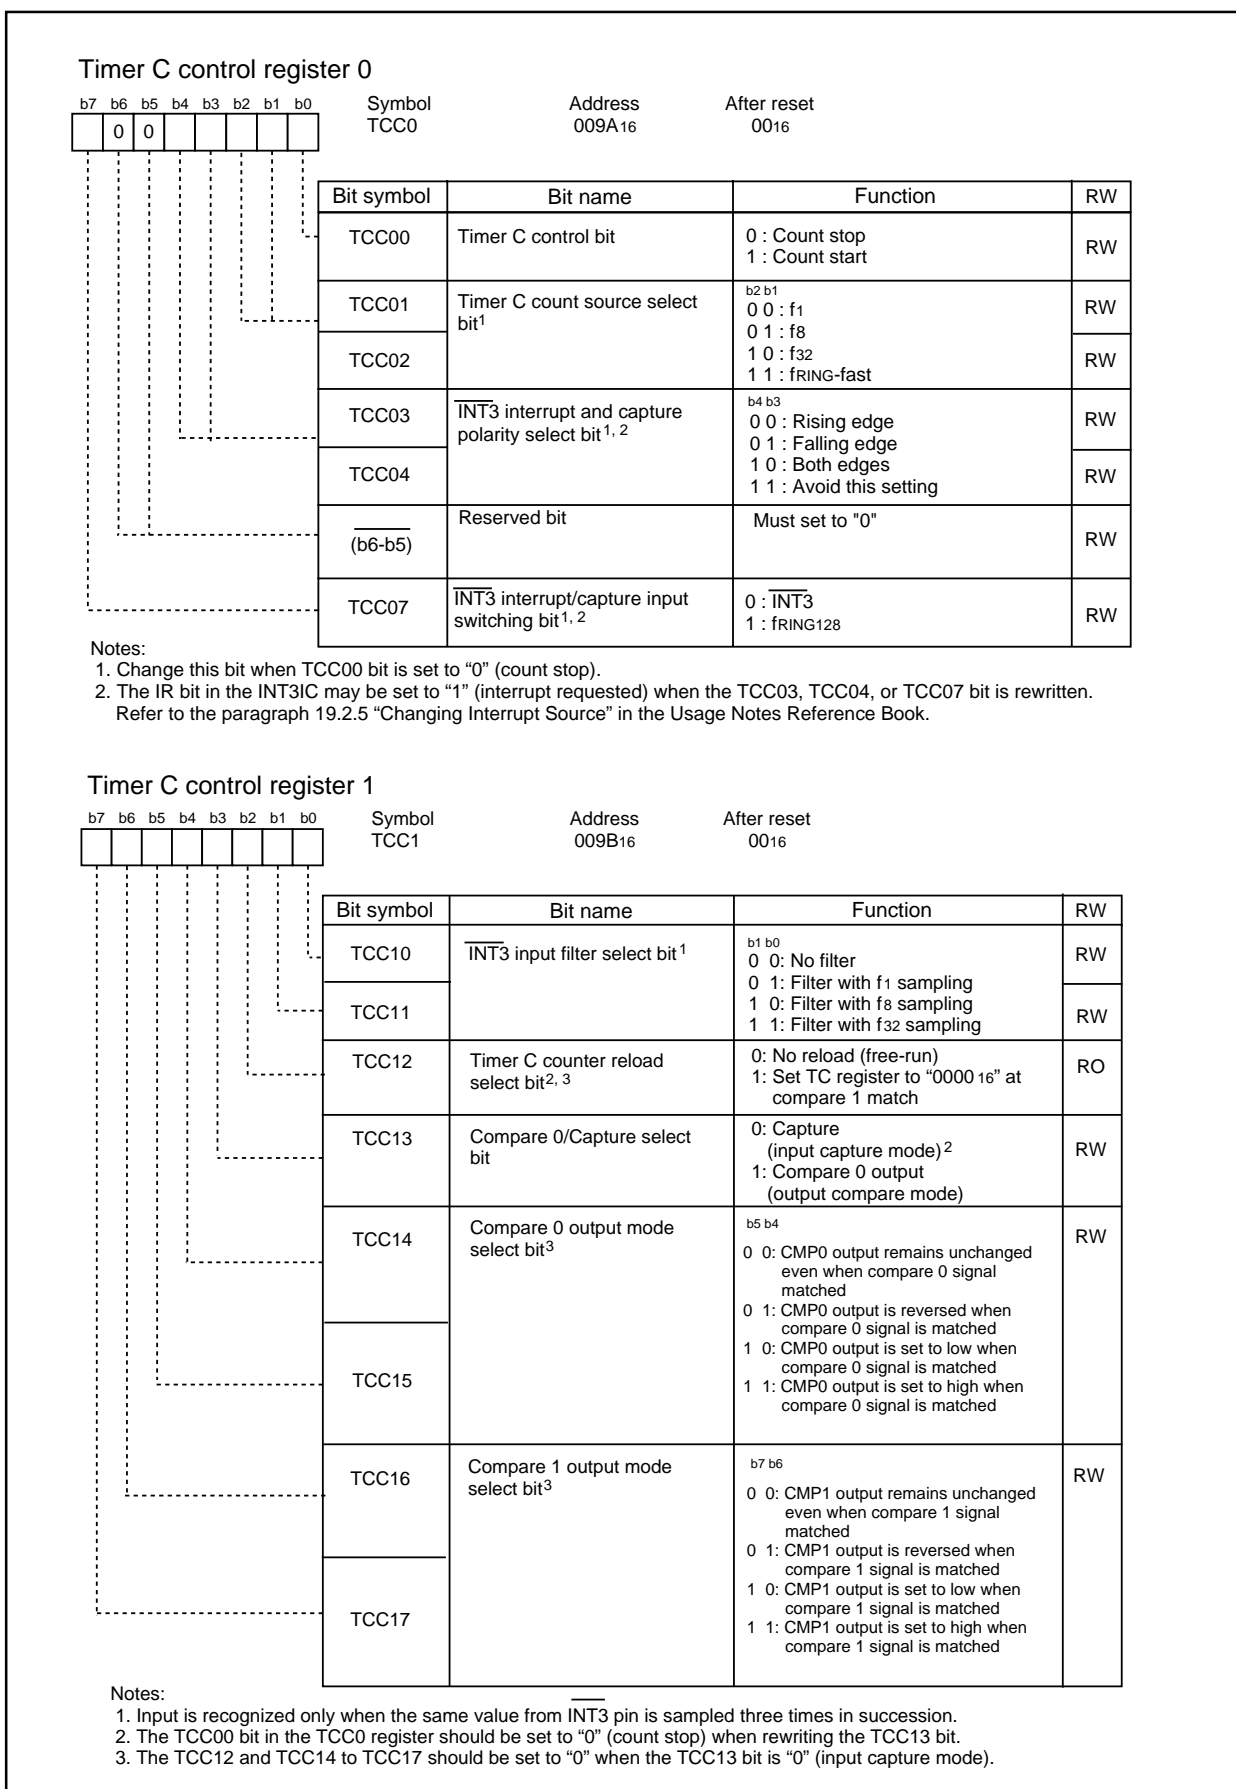 Timer C control register 0
b7 b6 b5 b4 b3 b2 b1 b0
Symbol Address After reset
TCC0 009A16 0016
0 0
Bit symbol Bit name Function RW
TCC00 Timer C control bit 0 : Count stop
1 : Count start
RW
TCC01 Timer C count source select
bit1
b2 b1
0 0 : f1
0 1 : f8
1 0 : f32
1 1 : fRING-fast
RW
TCC02 RW
TCC03 INT3 interrupt and capture
polarity select bit1, 2
b4 b3
0 0 : Rising edge
0 1 : Falling edge
1 0 : Both edges
1 1 : Avoid this setting
RW
TCC04 RW
(b6-b5) Reserved bit Must set to "0" RW
TCC07 INT3 interrupt/capture input
switching bit1, 2
0 : INT3
1 : fRING128
RW
Notes:
1. Change this bit when TCC00 bit is set to “0” (count stop).
2. The IR bit in the INT3IC may be set to “1” (interrupt requested) when the TCC03, TCC04, or TCC07 bit is rewritten.
Refer to the paragraph 19.2.5 “Changing Interrupt Source” in the Usage Notes Reference Book.
Timer C control register 1
b7 b6 b5 b4 b3 b2 b1 b0
Symbol Address After reset
TCC1 009B16 0016
Bit symbol Bit name Function RW
TCC10 INT3 input filter select bit1
b1 b0
0 0: No filter
0 1: Filter with f1 sampling
1 0: Filter with f8 sampling
1 1: Filter with f32 sampling
RW
TCC11 RW
TCC12 Timer C counter reload
select bit2, 3
0: No reload (free-run)
1: Set TC register to “000016” at
compare 1 match
RO
TCC13 Compare 0/Capture select
bit
0: Capture
(input capture mode)2
1: Compare 0 output
(output compare mode)
RW
TCC14 Compare 0 output mode
select bit3
b5 b4
0 0: CMP0 output remains unchanged
even when compare 0 signal
matched
0 1: CMP0 output is reversed when
compare 0 signal is matched
1 0: CMP0 output is set to low when
compare 0 signal is matched
1 1: CMP0 output is set to high when
compare 0 signal is matched
RW
TCC15
TCC16 Compare 1 output mode
select bit3
b7 b6
0 0: CMP1 output remains unchanged
even when compare 1 signal
matched
0 1: CMP1 output is reversed when
compare 1 signal is matched
1 0: CMP1 output is set to low when
compare 1 signal is matched
1 1: CMP1 output is set to high when
compare 1 signal is matched
RW
TCC17
Notes:
1. Input is recognized only when the same value from INT3 pin is sampled three times in succession.
2. The TCC00 bit in the TCC0 register should be set to “0” (count stop) when rewriting the TCC13 bit.
3. The TCC12 and TCC14 to TCC17 should be set to “0” when the TCC13 bit is “0” (input capture mode).